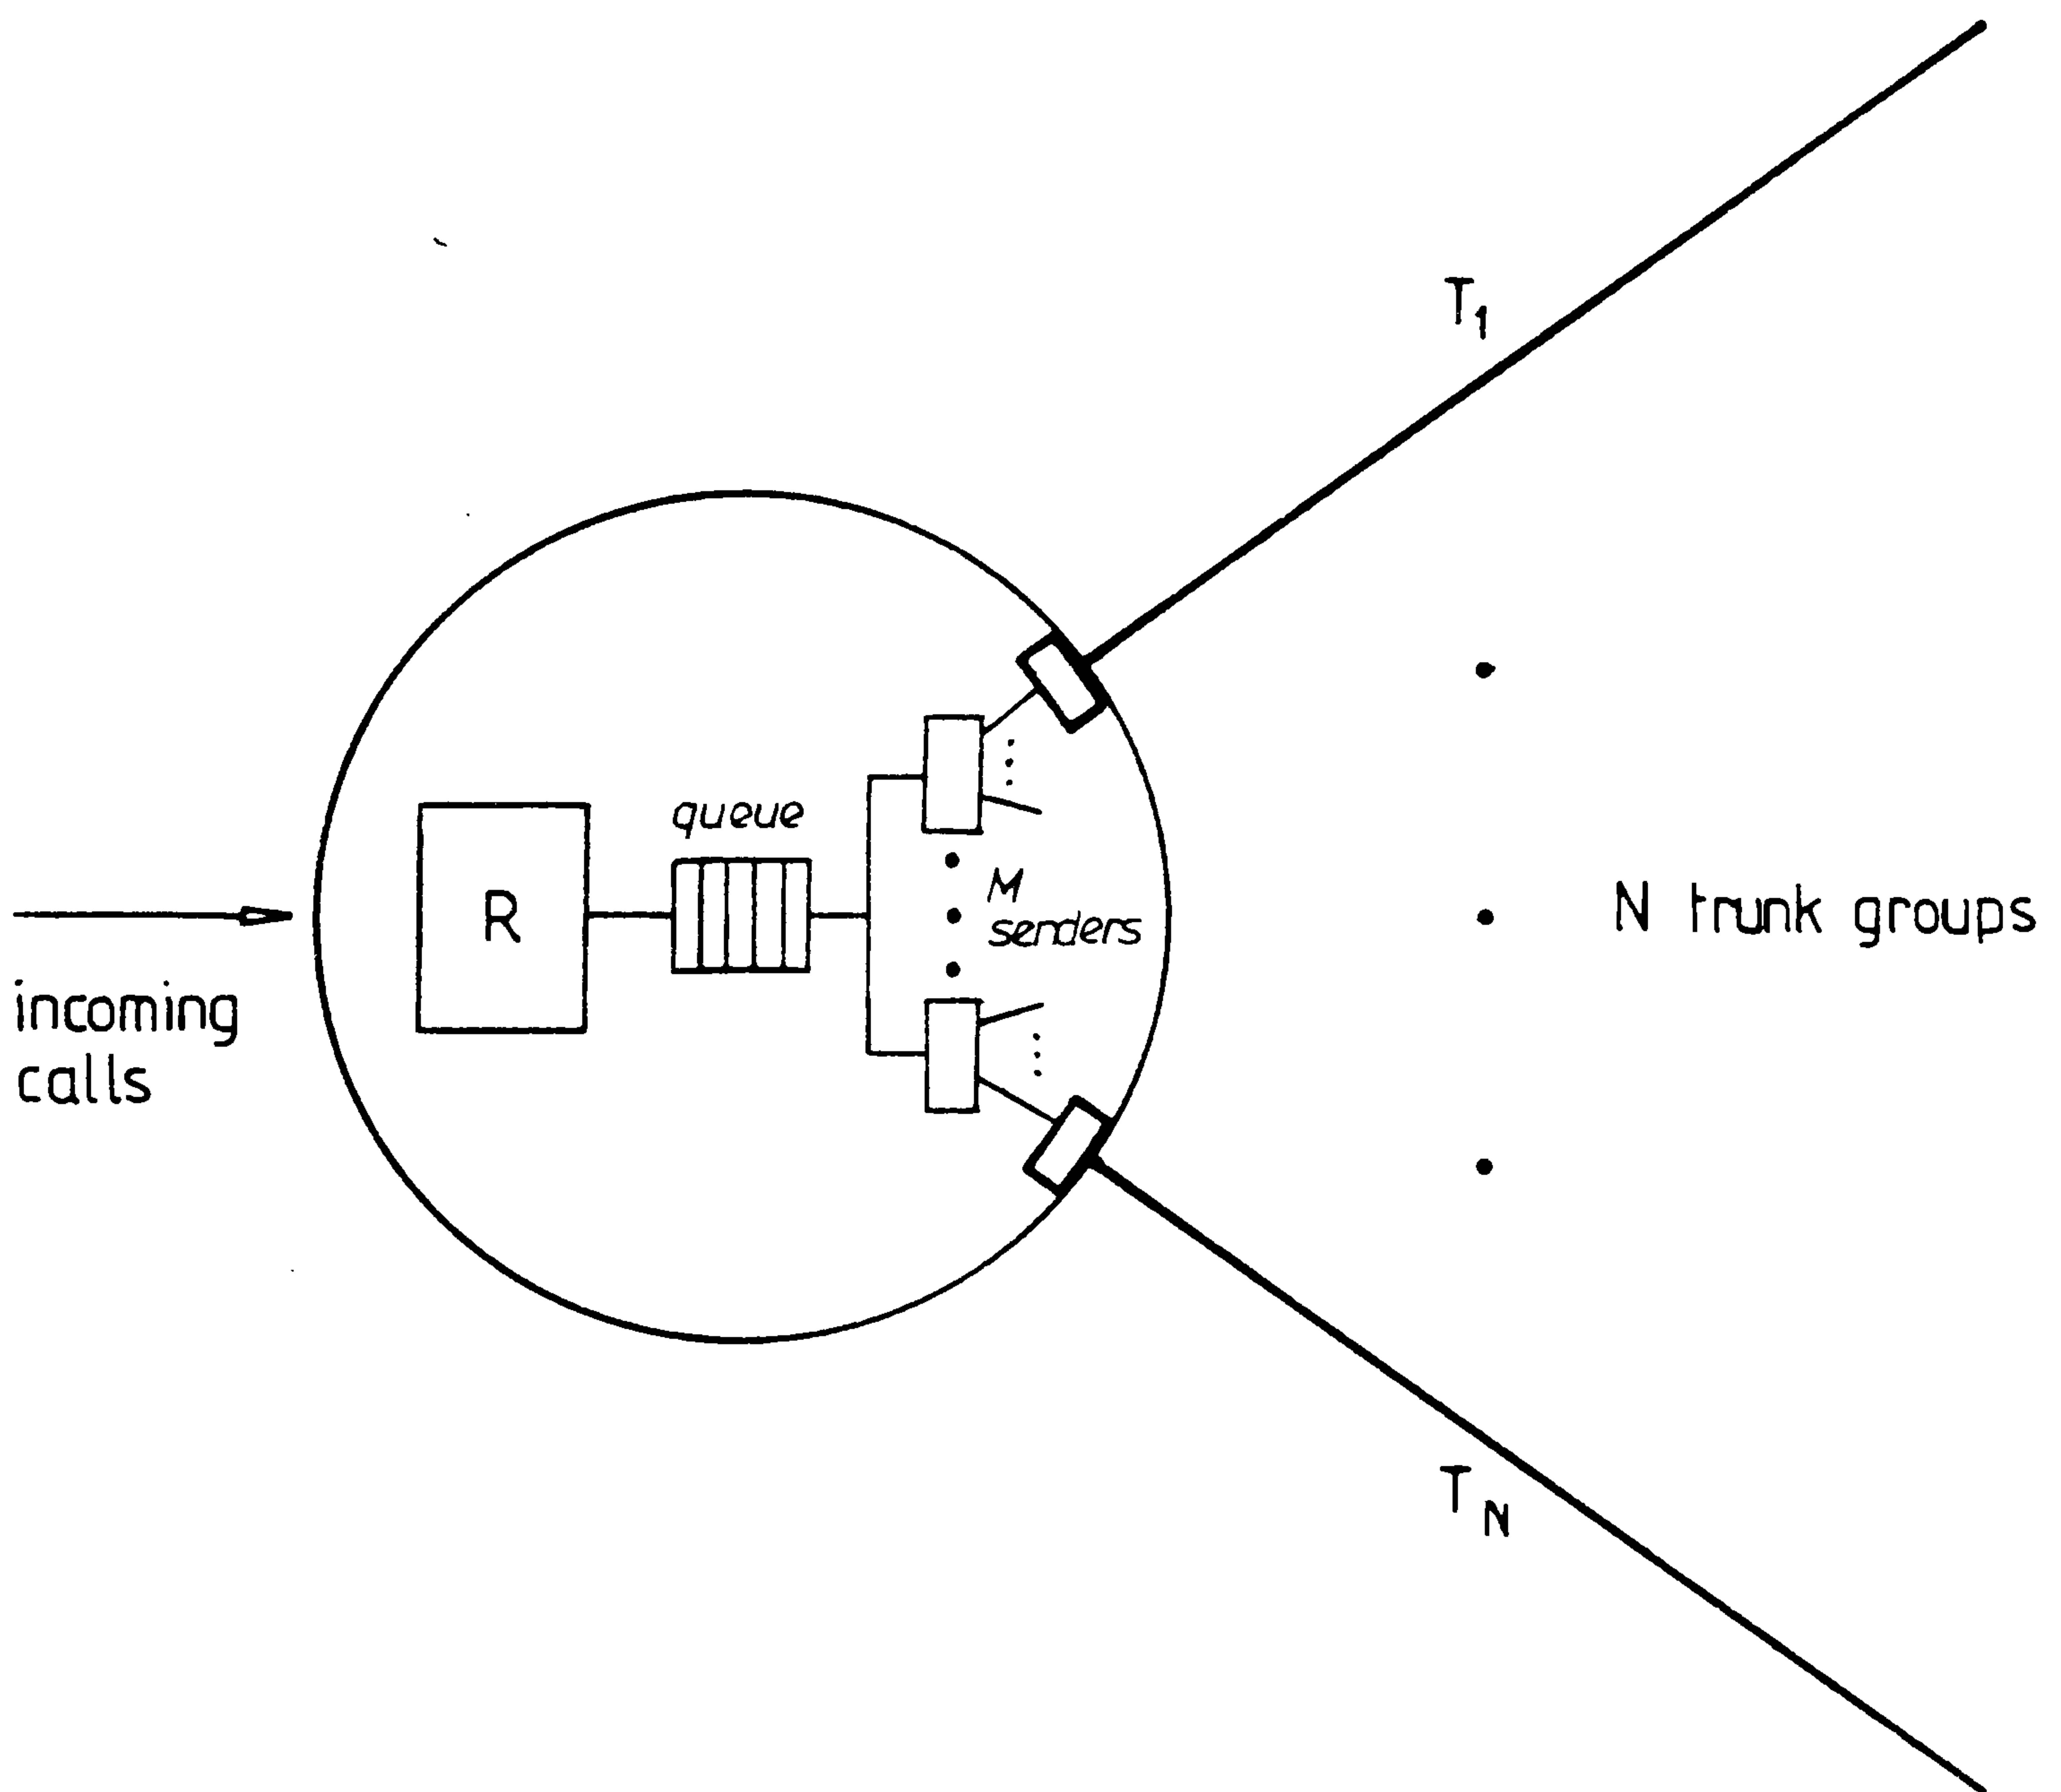 T1
queue
M
senders
R
N trunk groups
incoming
calls
TN